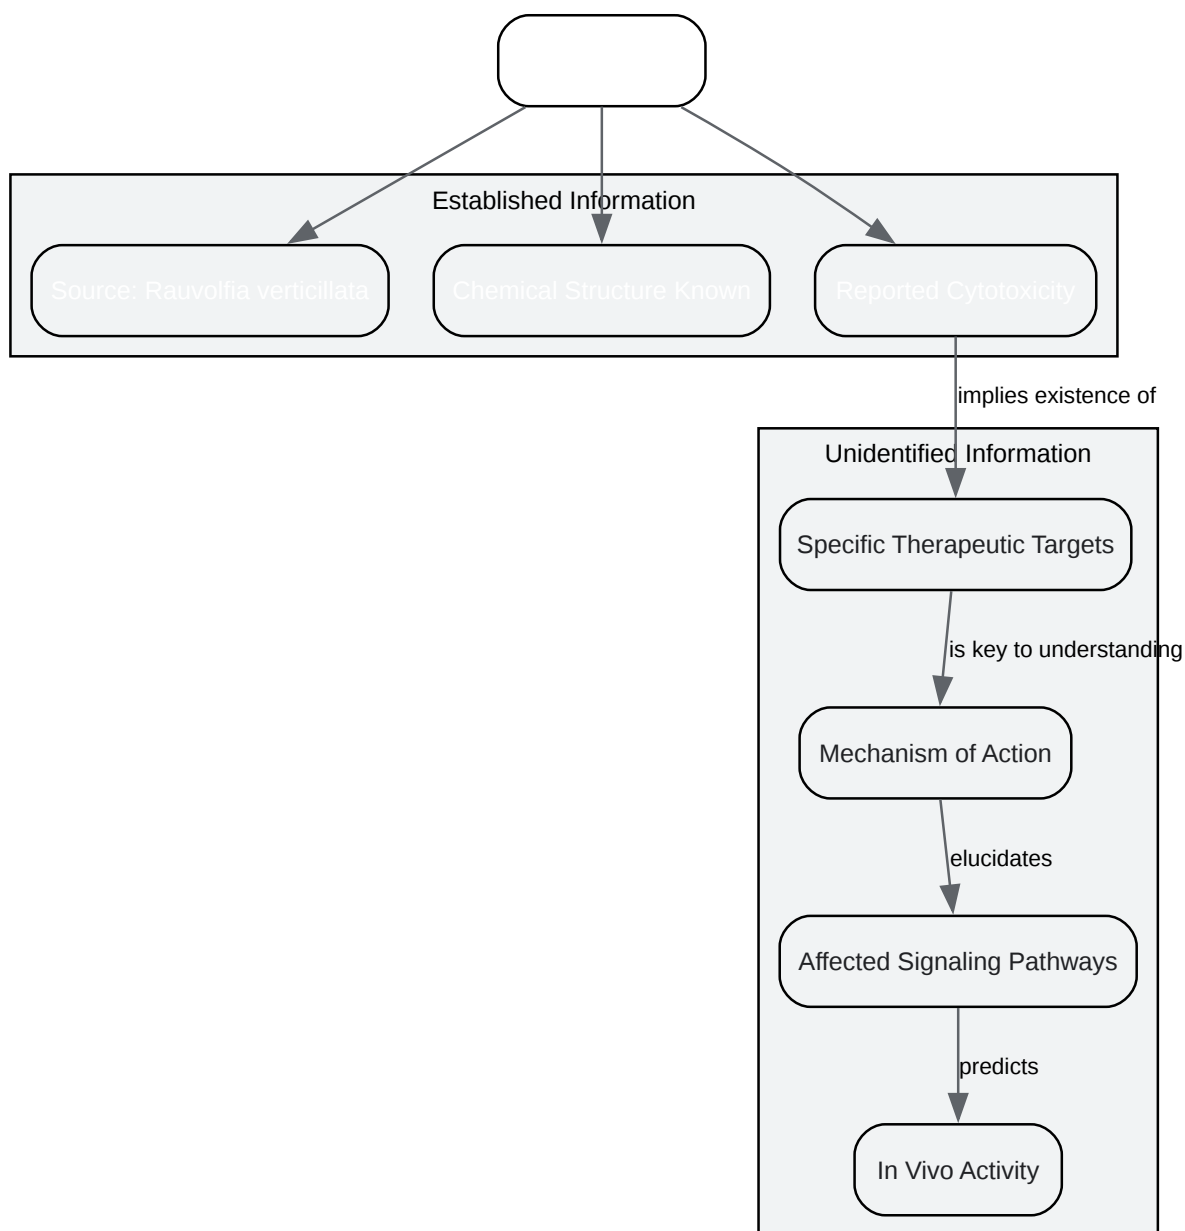 Established Information
Source: Rauvolfia verticillata
Chemical Structure Known
Reported Cytotoxicity
implies existence of
Unidentified Information
Specific Therapeutic Targets
is key to understanding
Mechanism of Action
elucidates
Affected Signaling Pathways
predicts
In Vivo Activity